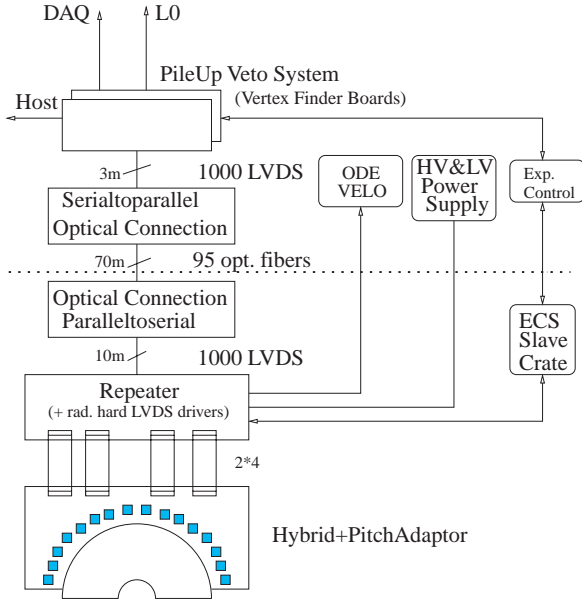 DAQ
L0
PileUp Veto System
Host
(Vertex Finder Boards)
3m
1000 LVDS
ODE
VELO
HV&LV
Power
Supply
Exp.
Control
Serialtoparallel
Optical Connection
70m
95 opt. fibers
Optical Connection
Paralleltoserial
10m
1000 LVDS
ECS
Slave
Crate
Repeater
(+ rad. hard LVDS drivers)
2*4
Hybrid+PitchAdaptor